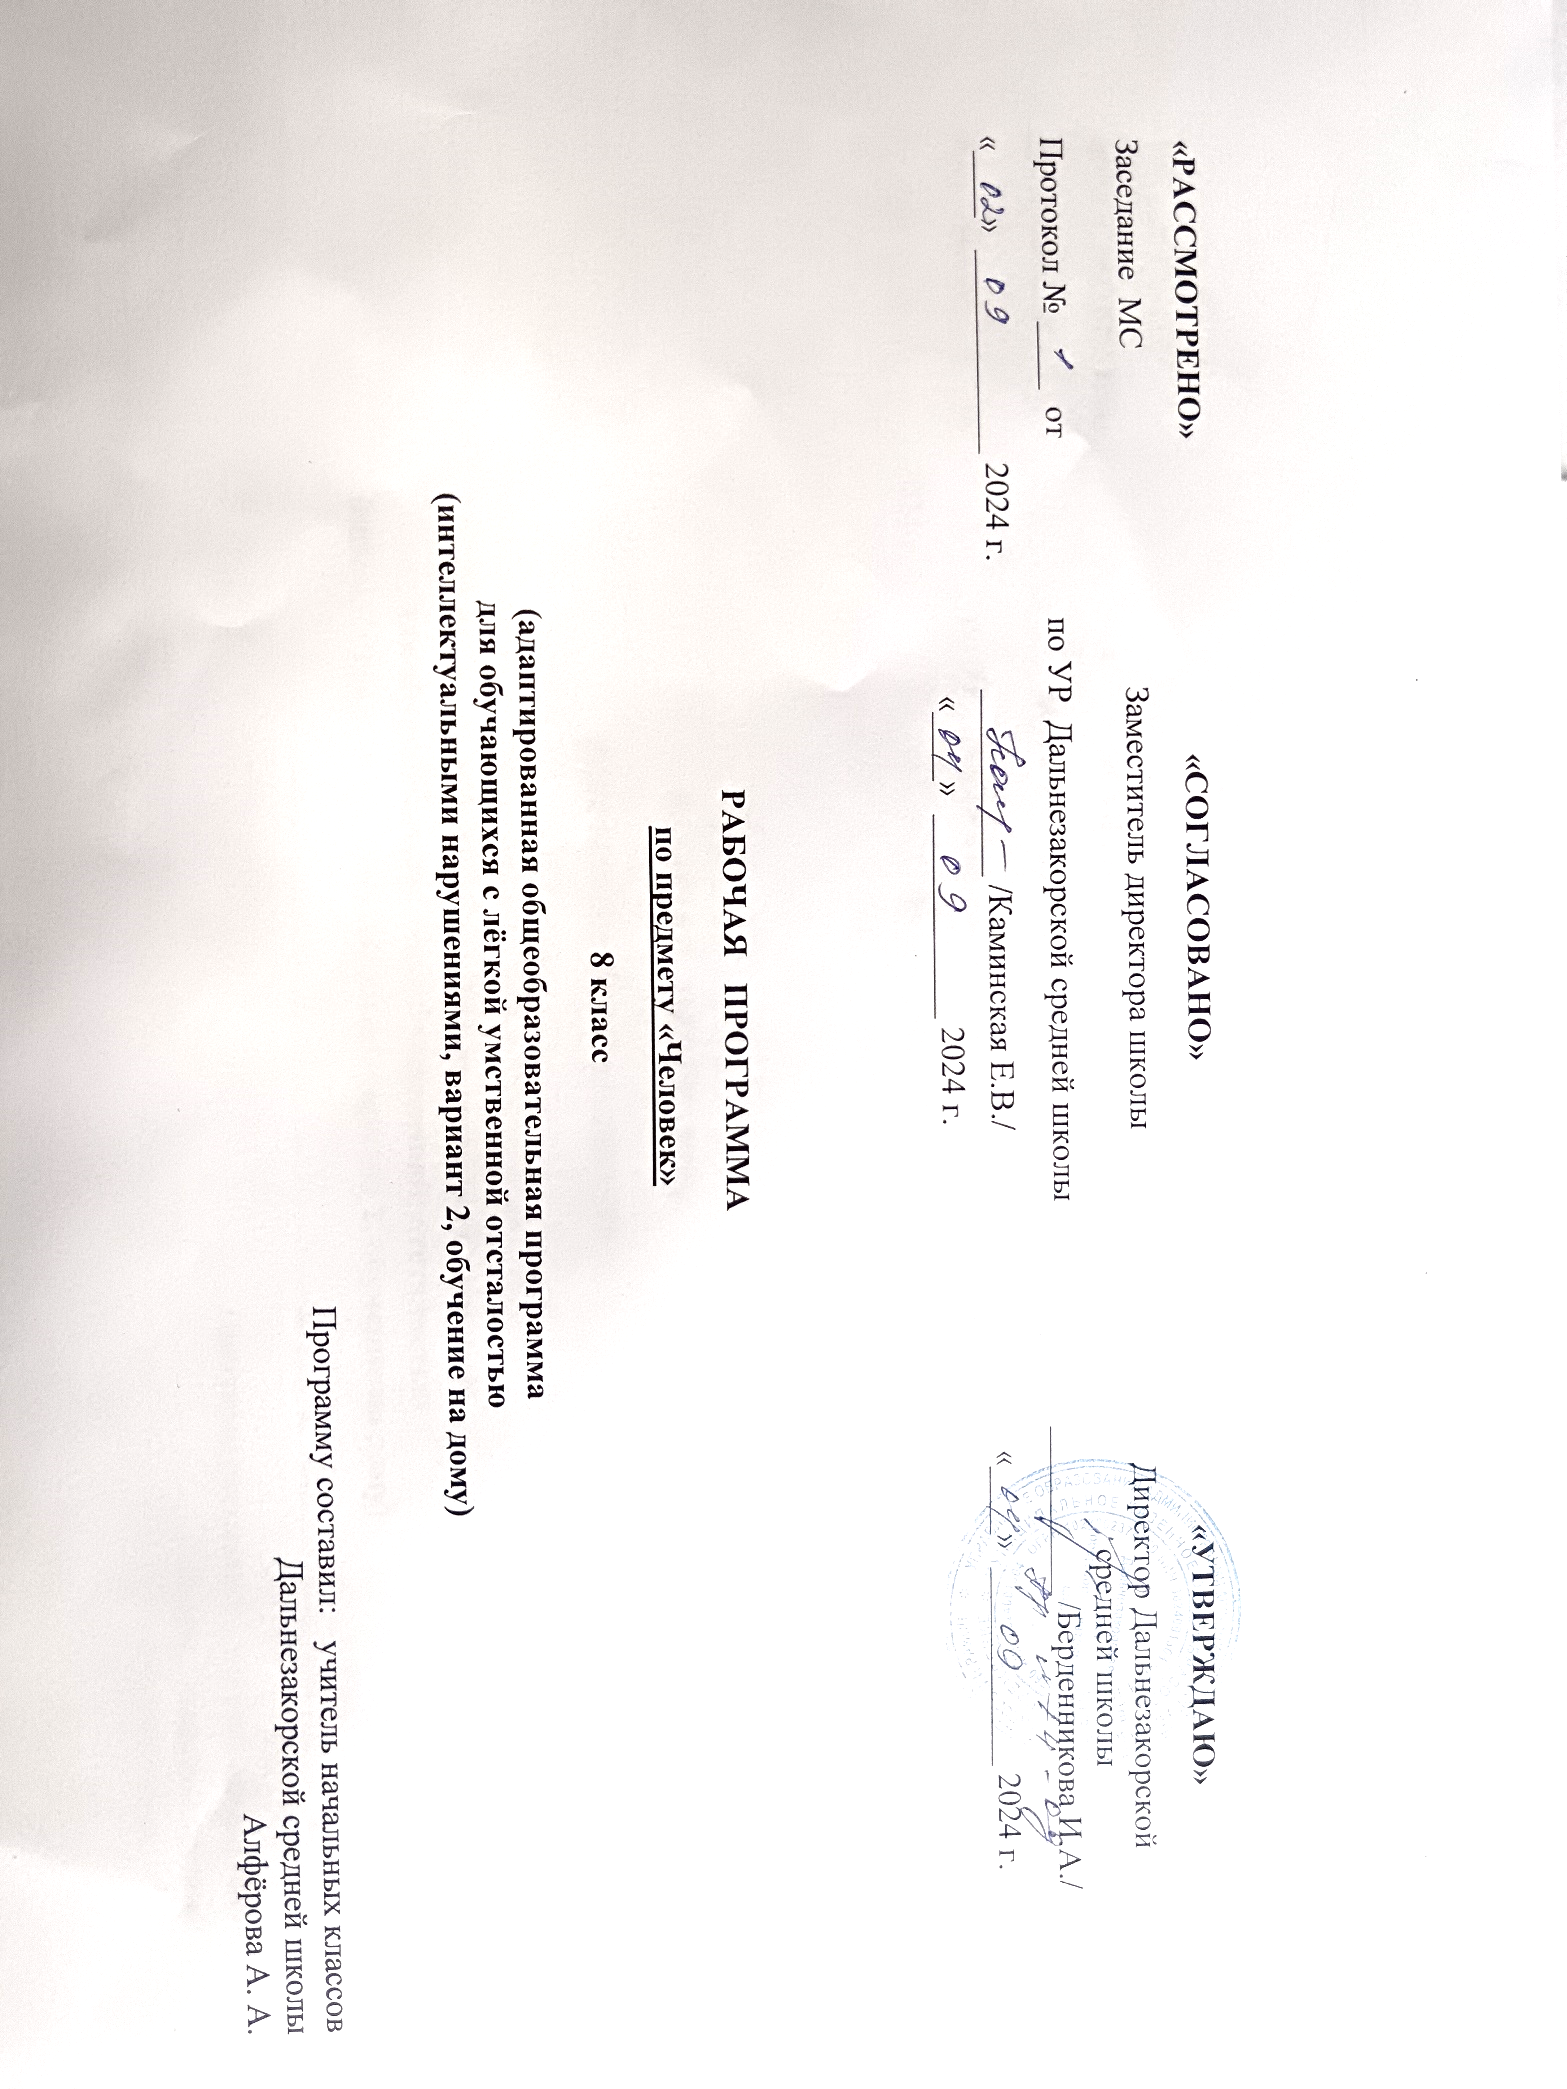 «РАССМОТРЕНО»
Заседание МС
Протокол № 1 от
« 02» 09 2024 г.
«СОГЛАСОВАНО»
Заместитель директора школы
по УР Дальнезакорской средней школы
/Каминская Е.В./
« 04 » 09 2024 г.
«УТВЕРЖДАЮ»
Директор Дальнезакорской
средней школы
/Берденникова И.А./
« 04» 09 2024 г.
РАБОЧАЯ ПРОГРАММА
по предмету «Человек»
8 класс
(адаптированная общеобразовательная программа
для обучающихся с лёгкой умственной отсталостью
(интеллектуальными нарушениями, вариант 2, обучение на дому)
Программу составил: учитель начальных классов
Дальнезакорской средней школы
Алфёрова А. А.